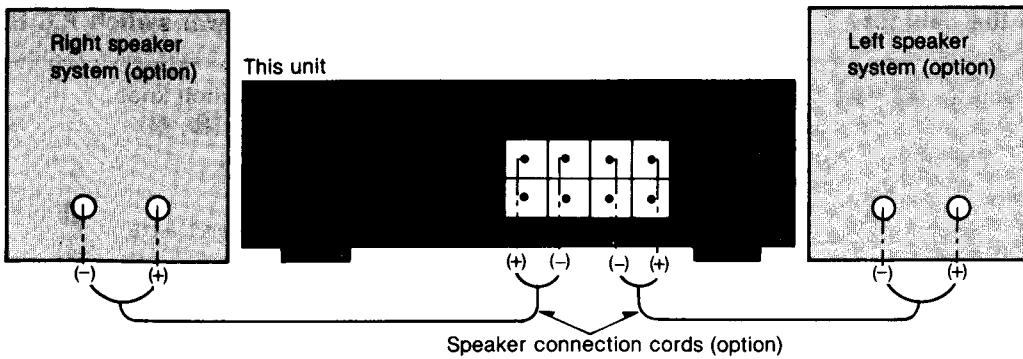 Right speaker
system (option)
This unit
Left speaker
system (option)
(−) (+) (+) (−) (−) (+) (−) (+)
Speaker connection cords (option)